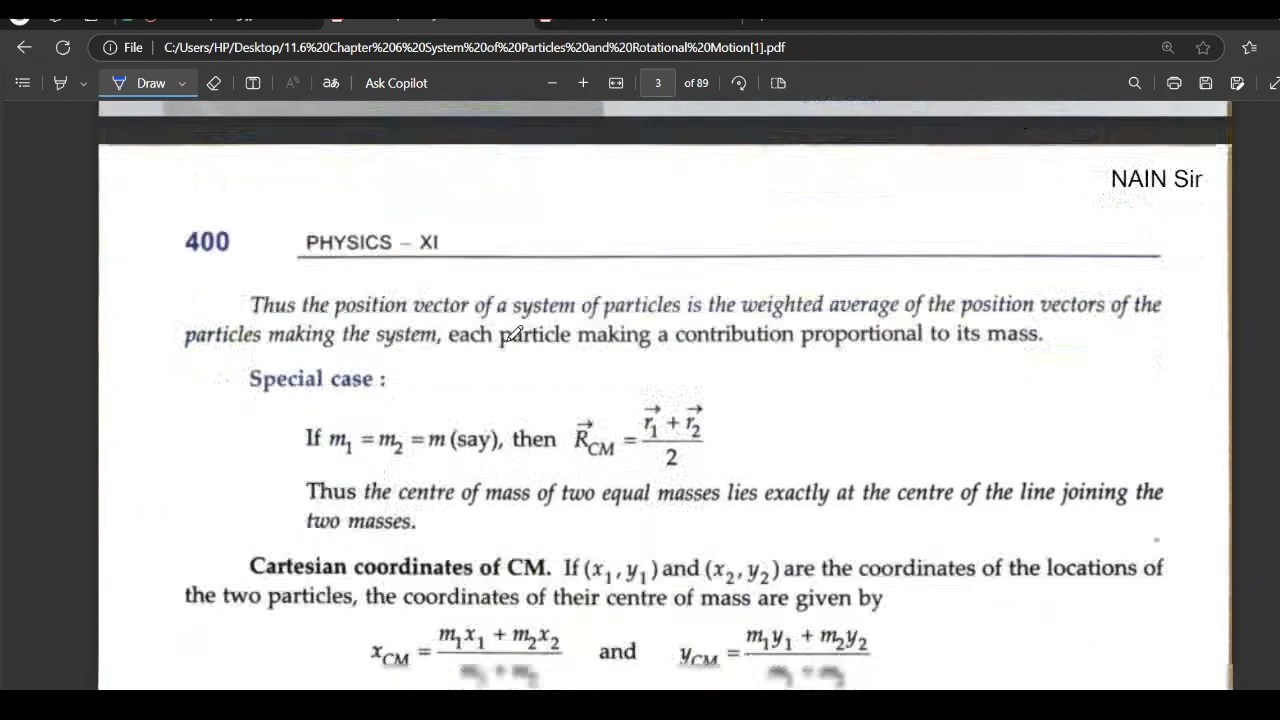 File C:/Users/HP/Desktop/11.6%20Chapter%206%20System%20of%20Particles%20and%20Rotational%20Motion[1].pdf
Draw aあ Ask Copilot 3 of 89
NAIN Sir
400 PHYSICS – XI
Thus the position vector of a system of particles is the weighted average of the position vectors of the
particles making the system, each particle making a contribution proportional to its mass.
Special case :
If m₁ = m₂ = m (say), then R⃗_CM = (r⃗₁ + r⃗₂)/2
Thus the centre of mass of two equal masses lies exactly at the centre of the line joining the
two masses.
Cartesian coordinates of CM. If (x₁, y₁) and (x₂, y₂) are the coordinates of the locations of
the two particles, the coordinates of their centre of mass are given by
x_CM = m₁x₁ + m₂x₂ and y_CM = m₁y₁ + m₂y₂